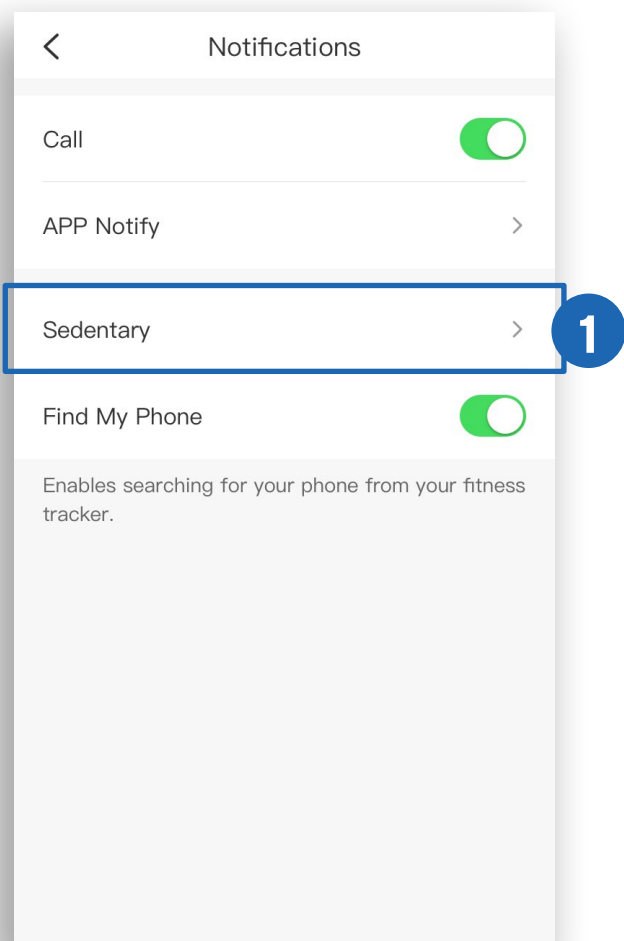 Notifications
Call
APP Notify
Sedentary
1
Find My Phone
Enables searching for your phone from your fitness
tracker.